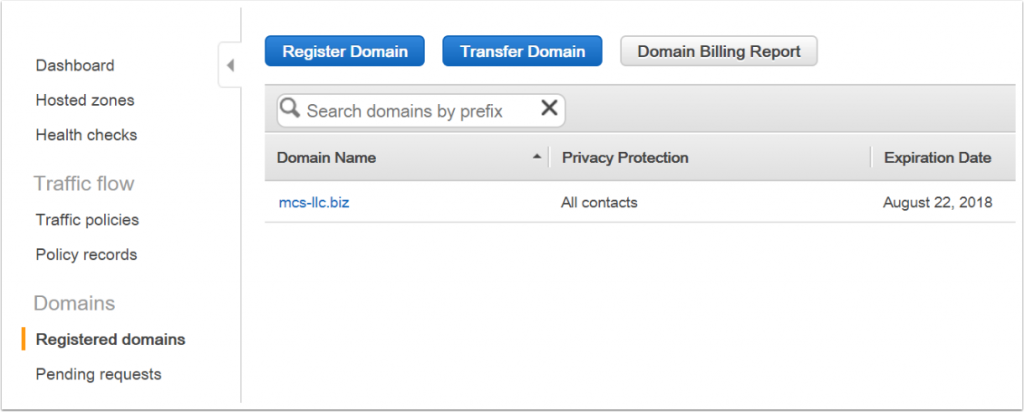 Dashboard
Hosted zones
Health checks
Traffic flow
Traffic policies
Policy records
Domains
Registered domains
Pending requests
Register Domain Transfer Domain Domain Billing Report
Search domains by prefix
Domain Name Privacy Protection Expiration Date
mcs-llc.biz All contacts August 22, 2018